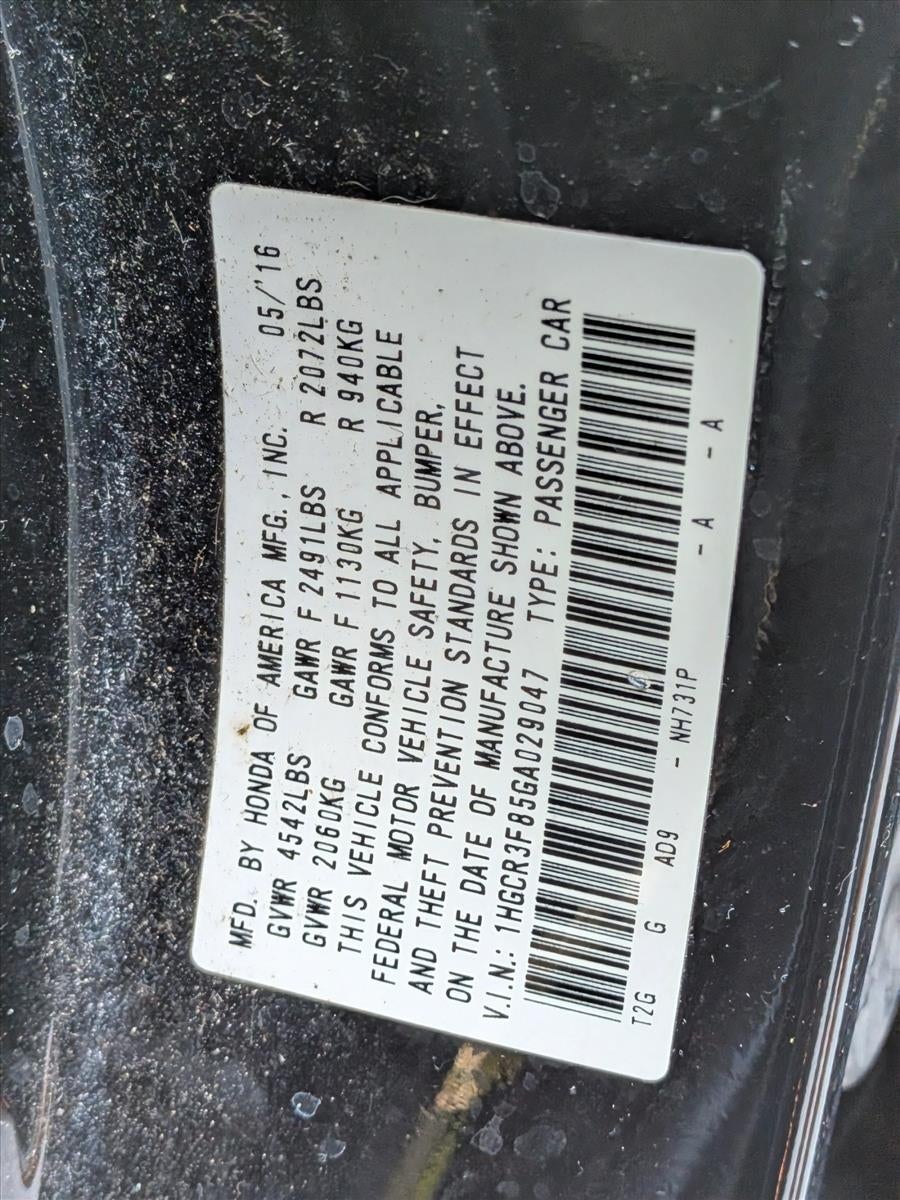 MFD. BY HONDA OF AMERICA MFG., INC. 05/'16
GVWR 4542LBS GAWR F 2491LBS R 2072LBS
GVWR 2060KG GAWR F 1130KG R 940KG
THIS VEHICLE CONFORMS TO ALL APPLICABLE
FEDERAL MOTOR VEHICLE SAFETY, BUMPER,
AND THEFT PREVENTION STANDARDS IN EFFECT
ON THE DATE OF MANUFACTURE SHOWN ABOVE.
V.I.N.: 1HGCR3F85GA029047 TYPE: PASSENGER CAR
T2G G AD9 - NH731P - A - A